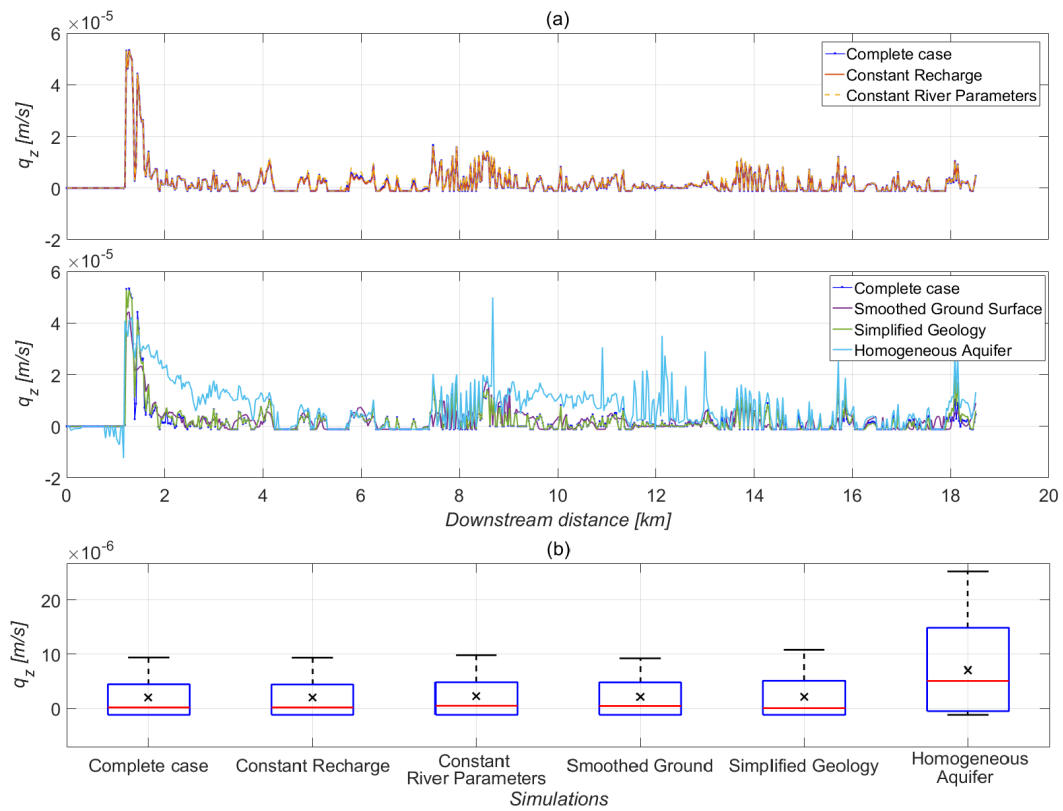 (a)
×10⁻⁵
6
4
2
0
-2
q_z [m/s]
Complete case
Constant Recharge
Constant River Parameters
×10⁻⁵
6
4
2
0
-2
q_z [m/s]
Complete case
Smoothed Ground Surface
Simplified Geology
Homogeneous Aquifer
0 2 4 6 8 10 12 14 16 18 20
Downstream distance [km]
(b)
×10⁻⁶
20
10
0
q_z [m/s]
Complete case Constant Recharge Constant River Parameters Smoothed Ground Simplified Geology Homogeneous Aquifer
Simulations